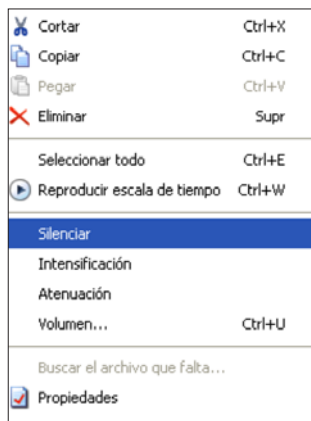 Cortar Ctrl+X
Copiar Ctrl+C
Pegar Ctrl+V
Eliminar Supr
Seleccionar todo Ctrl+E
Reproducir escala de tiempo Ctrl+W
Silenciar
Intensificación
Atenuación
Volumen... Ctrl+U
Buscar el archivo que falta...
Propiedades